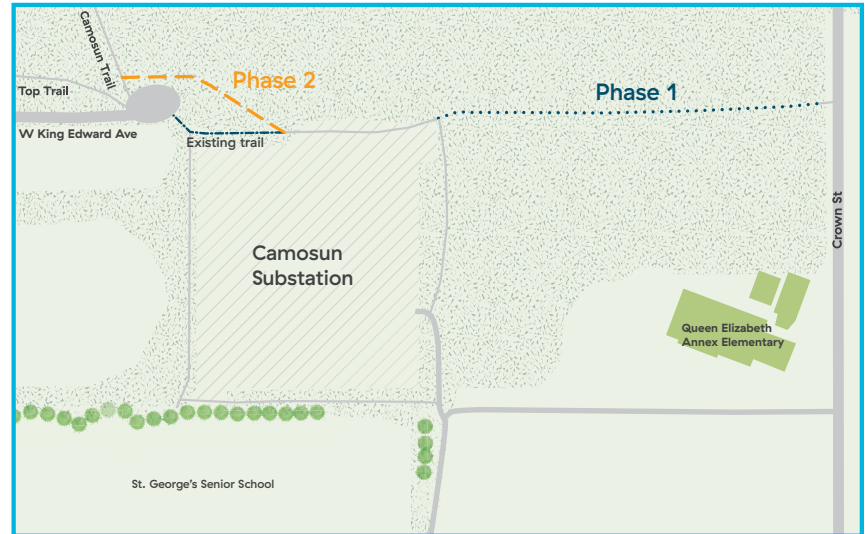 Camosun Trail
Phase 2
Phase 1
Top Trail
W King Edward Ave
Existing trail
Crown St
Camosun
Substation
Queen Elizabeth
Annex Elementary
St. George's Senior School